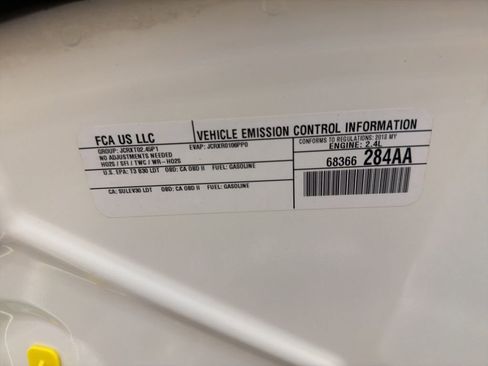 FCA US LLC
VEHICLE EMISSION CONTROL INFORMATION
GROUP: JCRXT02.45P1 EVAP: JCRXR0106PP0
NO ADJUSTMENTS NEEDED
HO2S / SFI / TWC / WR-HO2S
CONFORMS TO REGULATIONS: 2018 MY
ENGINE: 2.4L
U.S. EPA: T3 B30 LDT OBD: CA OBD II FUEL: GASOLINE
CA: SULEV30 LDT OBD: CA OBD II FUEL: GASOLINE
68366 284AA